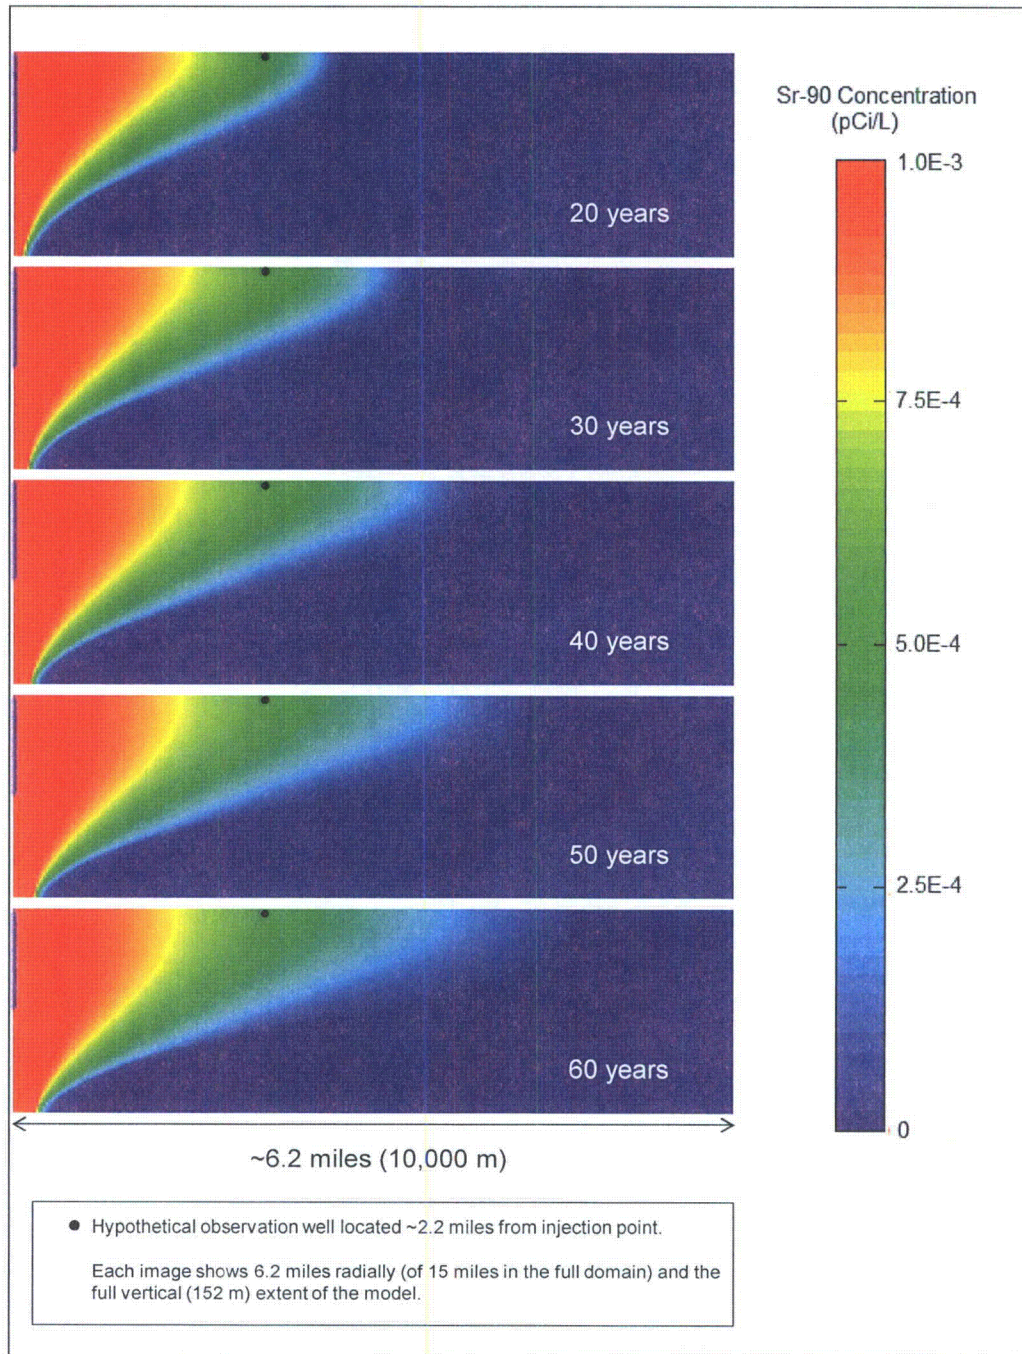 20 years
30 years
40 years
50 years
60 years
Sr-90 Concentration
(pCi/L)
1.0E-3
7.5E-4
5.0E-4
2.5E-4
0
~6.2 miles (10,000 m)
Hypothetical observation well located ~2.2 miles from injection point.
Each image shows 6.2 miles radially (of 15 miles in the full domain) and the
full vertical (152 m) extent of the model.